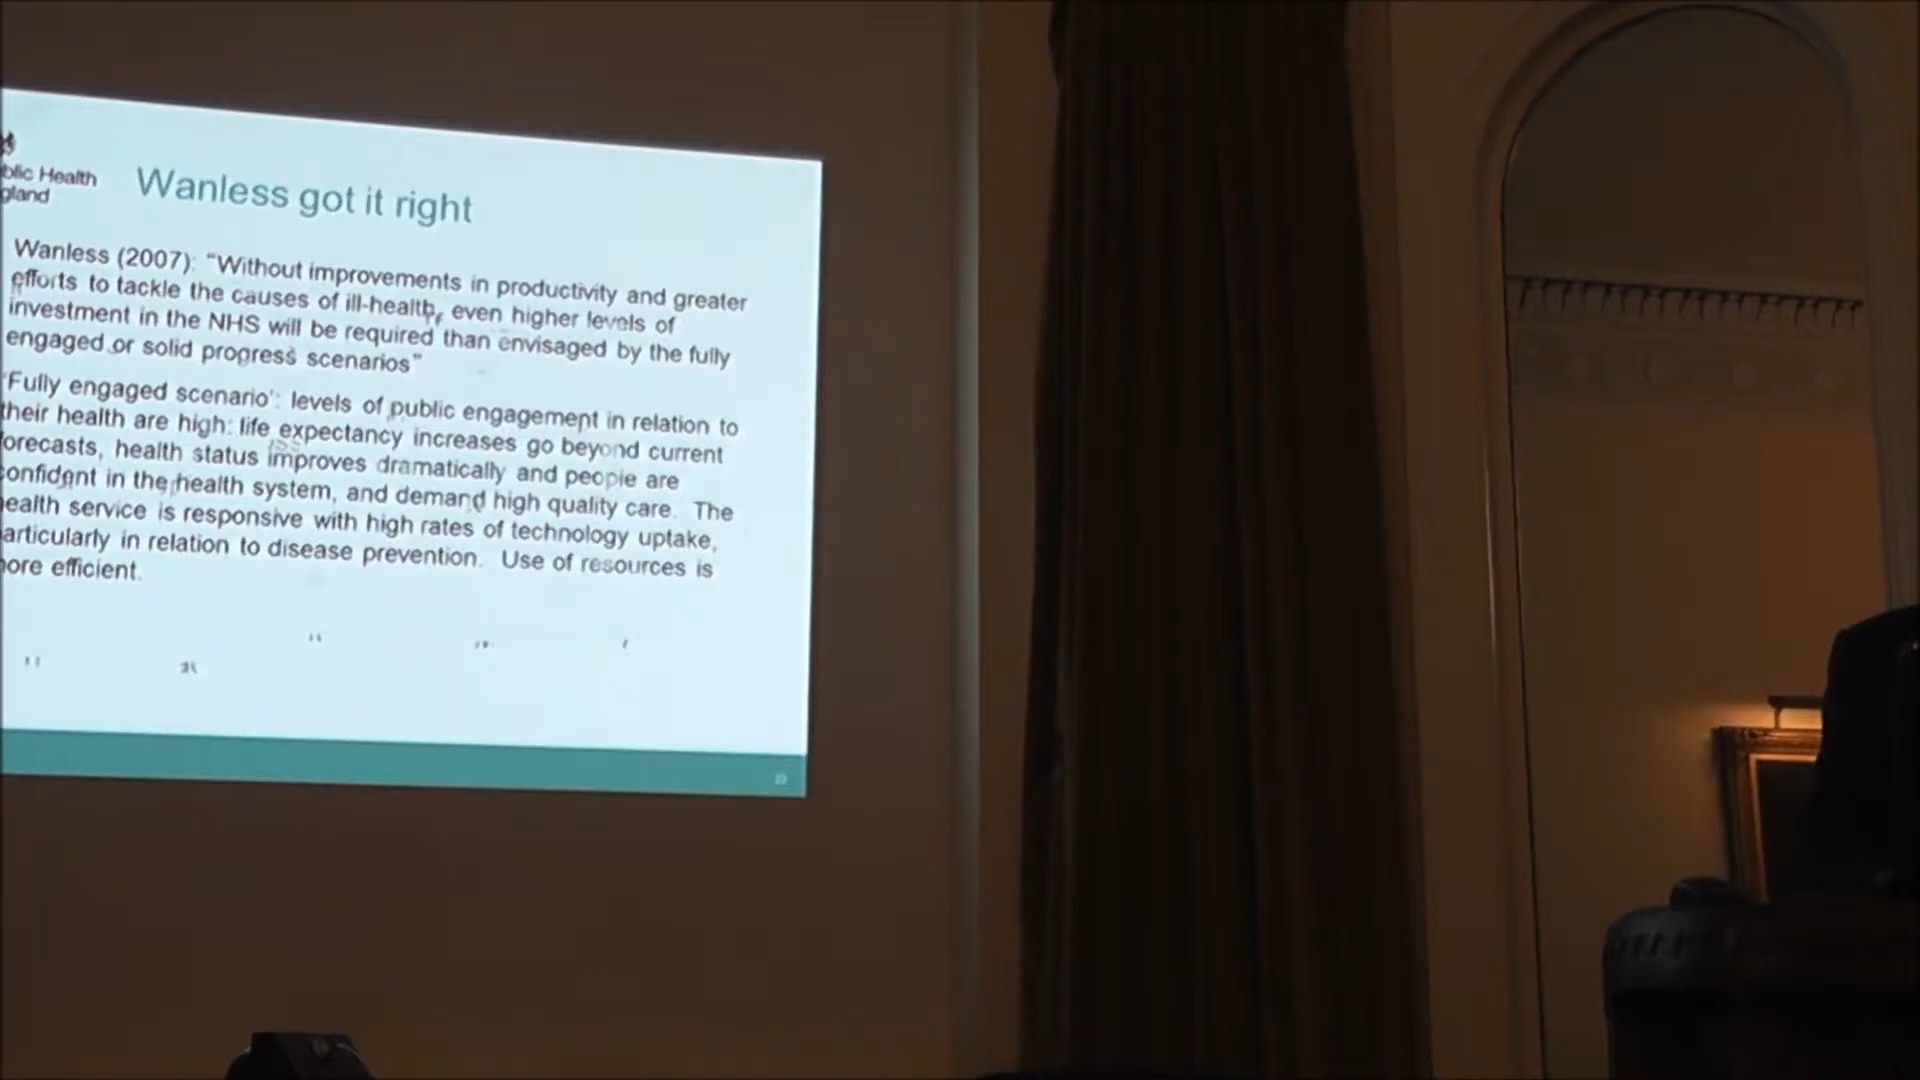 blic Health
gland
Wanless got it right
Wanless (2007): “Without improvements in productivity and greater
efforts to tackle the causes of ill-health, even higher levels of
investment in the NHS will be required than envisaged by the fully
engaged or solid progress scenarios”
‘Fully engaged scenario’: levels of public engagement in relation to
their health are high: life expectancy increases go beyond current
orecasts, health status improves dramatically and people are
confident in the health system, and demand high quality care. The
ealth service is responsive with high rates of technology uptake,
articularly in relation to disease prevention. Use of resources is
ore efficient.